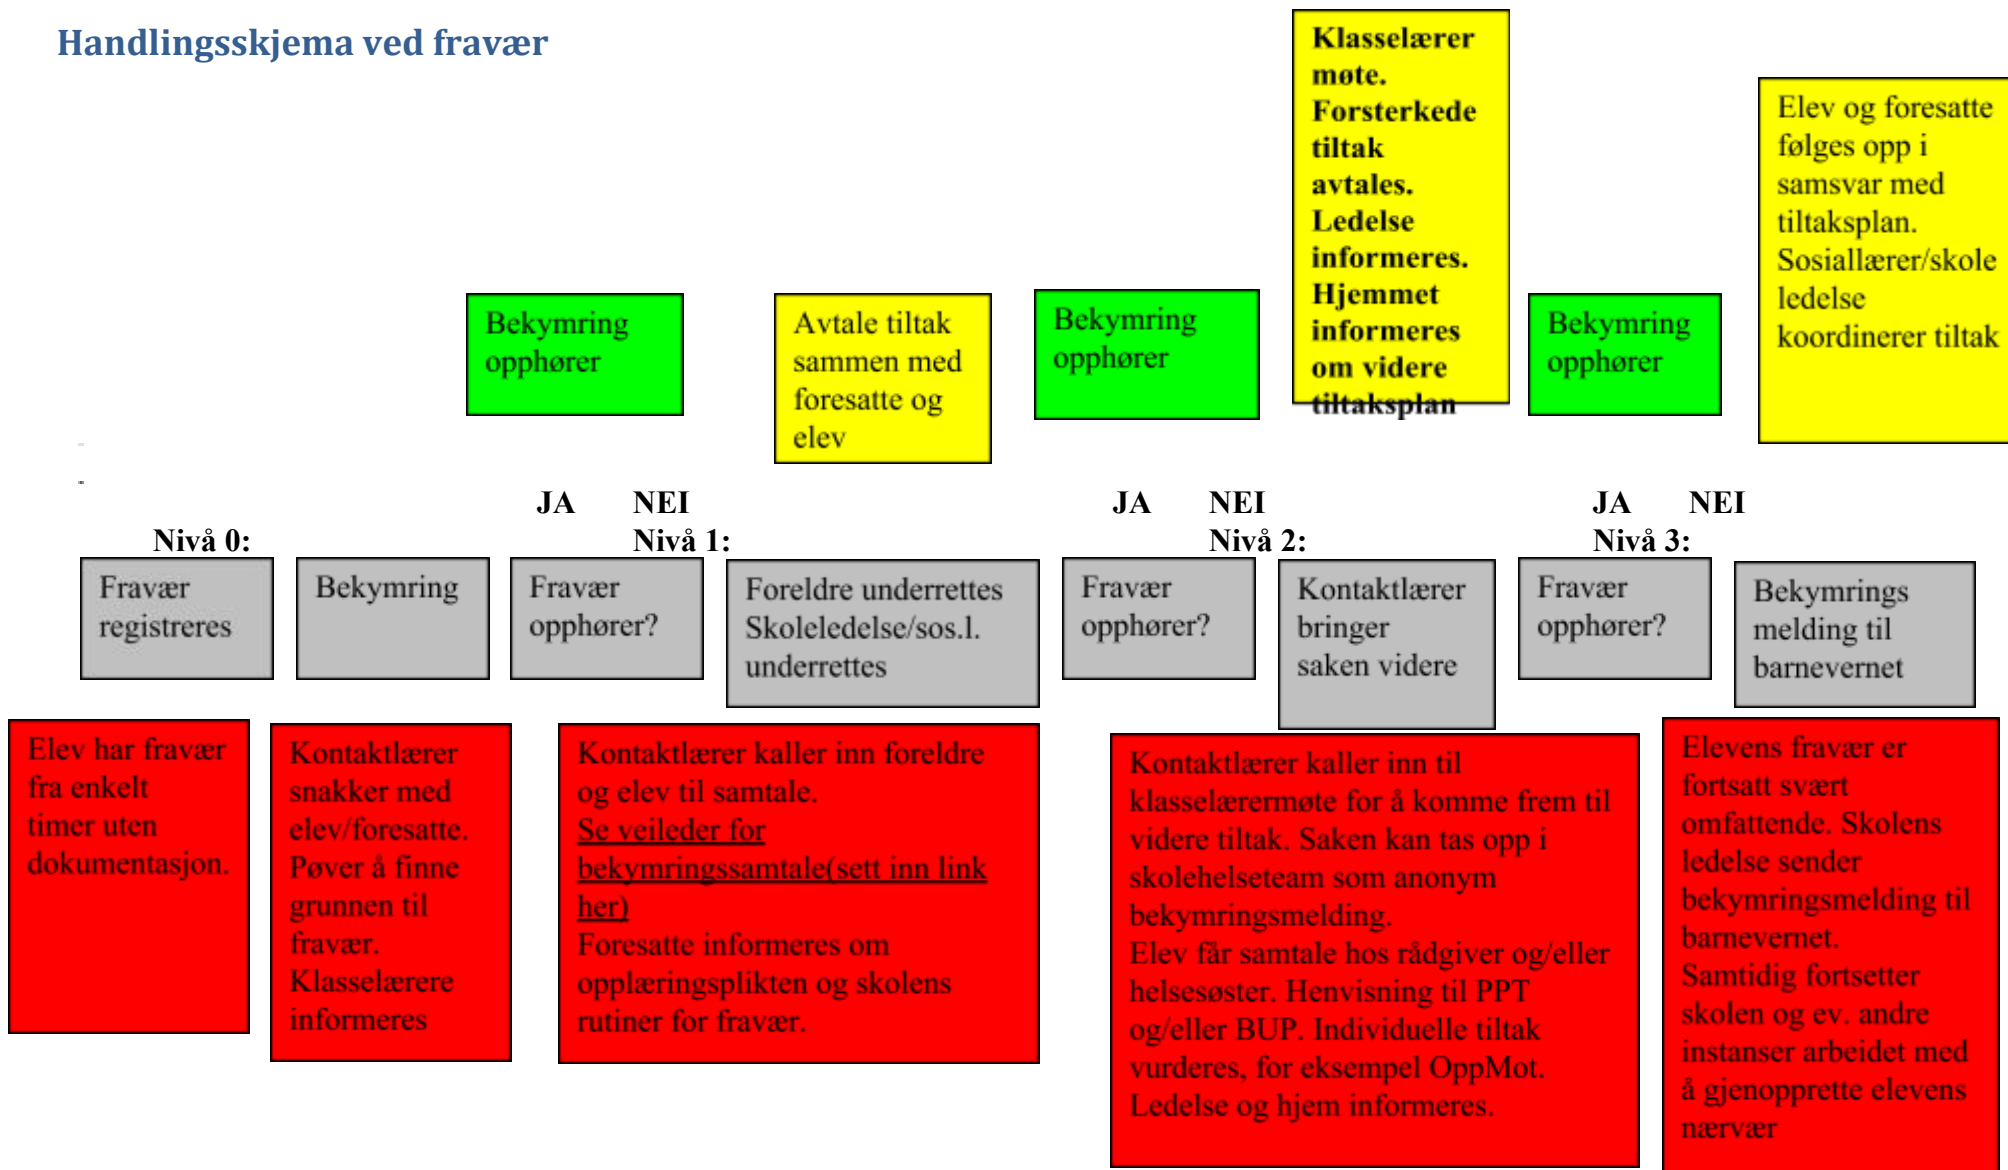 Handlingsskjema ved fravær
Klasselærer
møte.
Forsterkede
tiltak
avtales.
Ledelse
informeres.
Hjemmet
informeres
om videre
tiltaksplan
Elev og foresatte
følges opp i
samsvar med
tiltaksplan.
Sosiallærer/skole
ledelse
koordinerer tiltak
Bekymring
opphører
Avtale tiltak
sammen med
foresatte og
elev
Bekymring
opphører
Bekymring
opphører
JA NEI JA NEI JA NEI
Nivå 0: Nivå 1: Nivå 2: Nivå 3:
Fravær
registreres
Bekymring
Fravær
opphører?
Foreldre underrettes
Skoleledelse/sos.l.
underrettes
Fravær
opphører?
Kontaktlærer
bringer
saken videre
Fravær
opphører?
Bekymrings
melding til
barnevernet
Elev har fravær
fra enkelt
timer uten
dokumentasjon.
Kontaktlærer
snakker med
elev/foresatte.
Pøver å finne
grunnen til
fravær.
Klasselærere
informeres
Kontaktlærer kaller inn foreldre
og elev til samtale.
Se veileder for
bekymringssamtale(sett inn link
her)
Foresatte informeres om
opplæringsplikten og skolens
rutiner for fravær.
Kontaktlærer kaller inn til
klasselærermøte for å komme frem til
videre tiltak. Saken kan tas opp i
skolehelseteam som anonym
bekymringsmelding.
Elev får samtale hos rådgiver og/eller
helsesøster. Henvisning til PPT
og/eller BUP. Individuelle tiltak
vurderes, for eksempel OppMot.
Ledelse og hjem informeres.
Elevens fravær er
fortsatt svært
omfattende. Skolens
ledelse sender
bekymringsmelding til
barnevernet.
Samtidig fortsetter
skolen og ev. andre
instanser arbeidet med
å gjenopprette elevens
nærvær